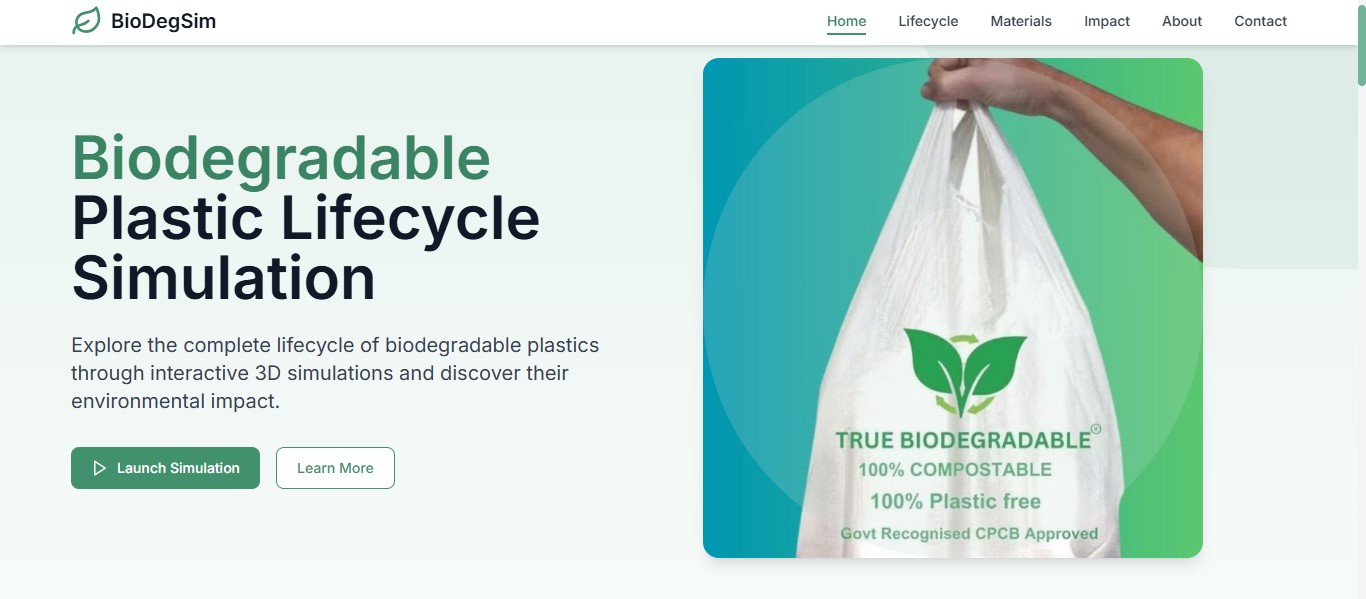 BioDegSim
Home
Lifecycle
Materials
Impact
About
Contact
Biodegradable
Plastic Lifecycle
Simulation
Explore the complete lifecycle of biodegradable plastics
through interactive 3D simulations and discover their
environmental impact.
Launch Simulation
Learn More
TRUE BIODEGRADABLE
100% COMPOSTABLE
100% Plastic free
Govt Recognised CPCB Approved